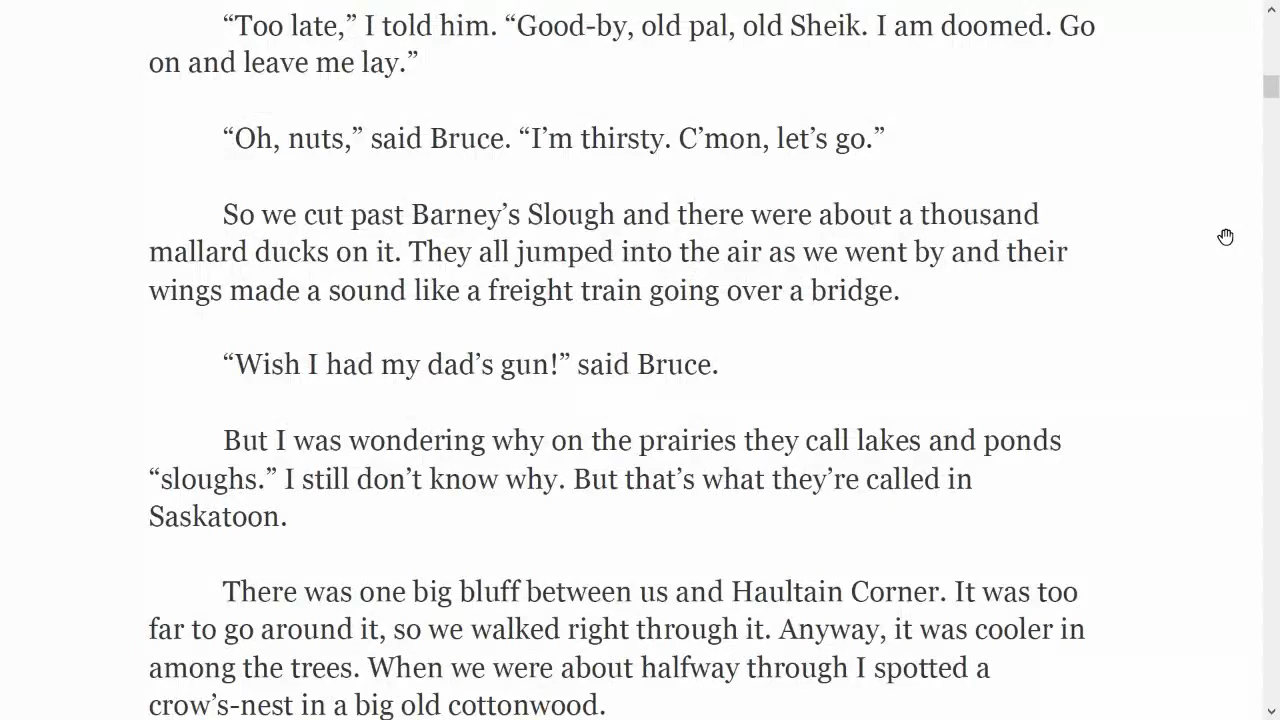 “Too late,” I told him. “Good-by, old pal, old Sheik. I am doomed. Go
on and leave me lay.”
“Oh, nuts,” said Bruce. “I’m thirsty. C’mon, let’s go.”
So we cut past Barney’s Slough and there were about a thousand
mallard ducks on it. They all jumped into the air as we went by and their
wings made a sound like a freight train going over a bridge.
“Wish I had my dad’s gun!” said Bruce.
But I was wondering why on the prairies they call lakes and ponds
“sloughs.” I still don’t know why. But that’s what they’re called in
Saskatoon.
There was one big bluff between us and Haultain Corner. It was too
far to go around it, so we walked right through it. Anyway, it was cooler in
among the trees. When we were about halfway through I spotted a
crow’s-nest in a big old cottonwood.